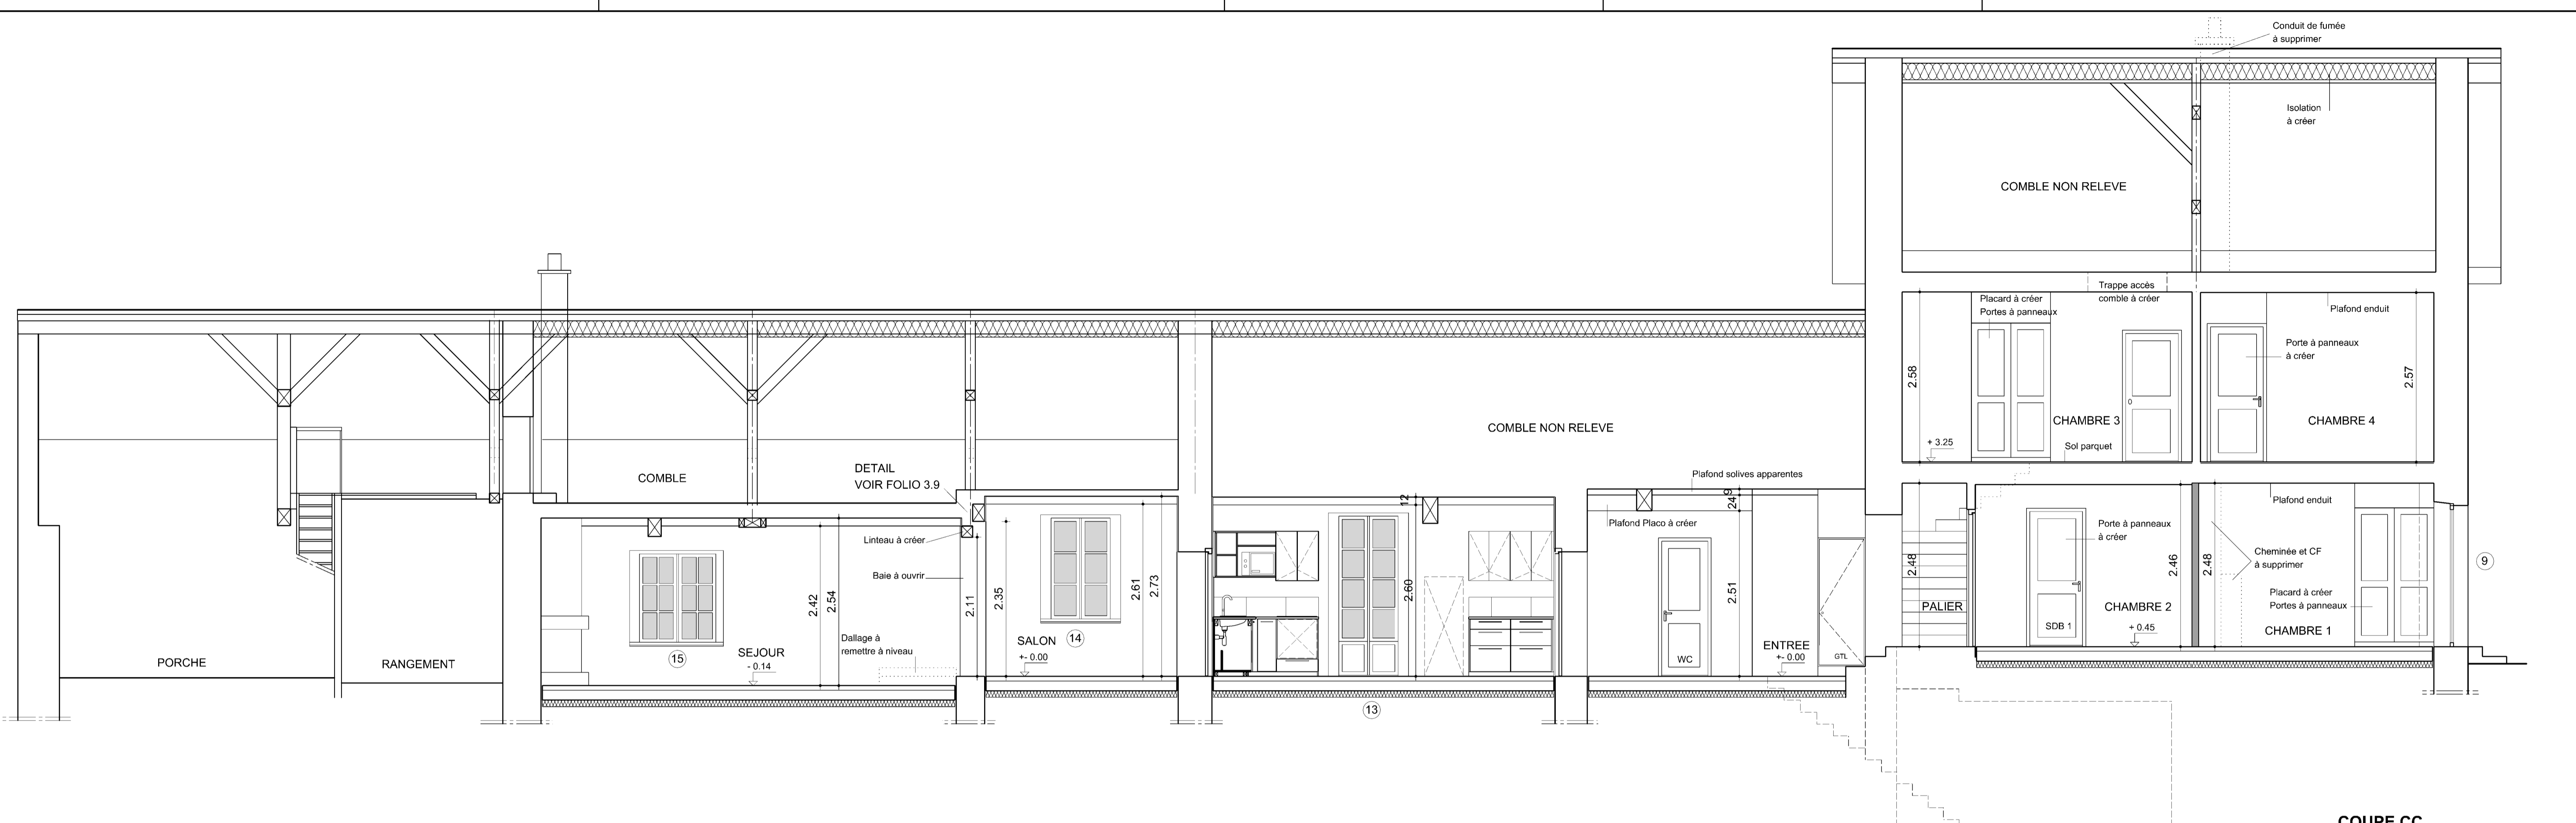 Conduit de fumée
à supprimer
Isolation
à créer
COMBLE NON RELEVE
Trappe accès
comble à créer
Placard à créer
Portes à panneaux
Plafond enduit
Porte à panneaux
à créer
2.58
2.57
CHAMBRE 3
CHAMBRE 4
+ 3.25
Sol parquet
COMBLE NON RELEVE
COMBLE
DETAIL
VOIR FOLIO 3.9
Plafond solives apparentes
12
9
24
Plafond enduit
Plafond Placo à créer
Porte à panneaux
à créer
Linteau à créer
Baie à ouvrir
Cheminée et CF
à supprimer
2.48
2.46
2.48
9
2.42
2.54
2.11
2.35
2.61
2.73
2.60
2.51
Placard à créer
Portes à panneaux
PALIER
CHAMBRE 2
SDB 1
+ 0.45
CHAMBRE 1
Dallage à
remettre à niveau
SALON
+- 0.00
14
15
SEJOUR
- 0.14
WC
ENTREE
+- 0.00
GTL
PORCHE
RANGEMENT
13
COUPE CC